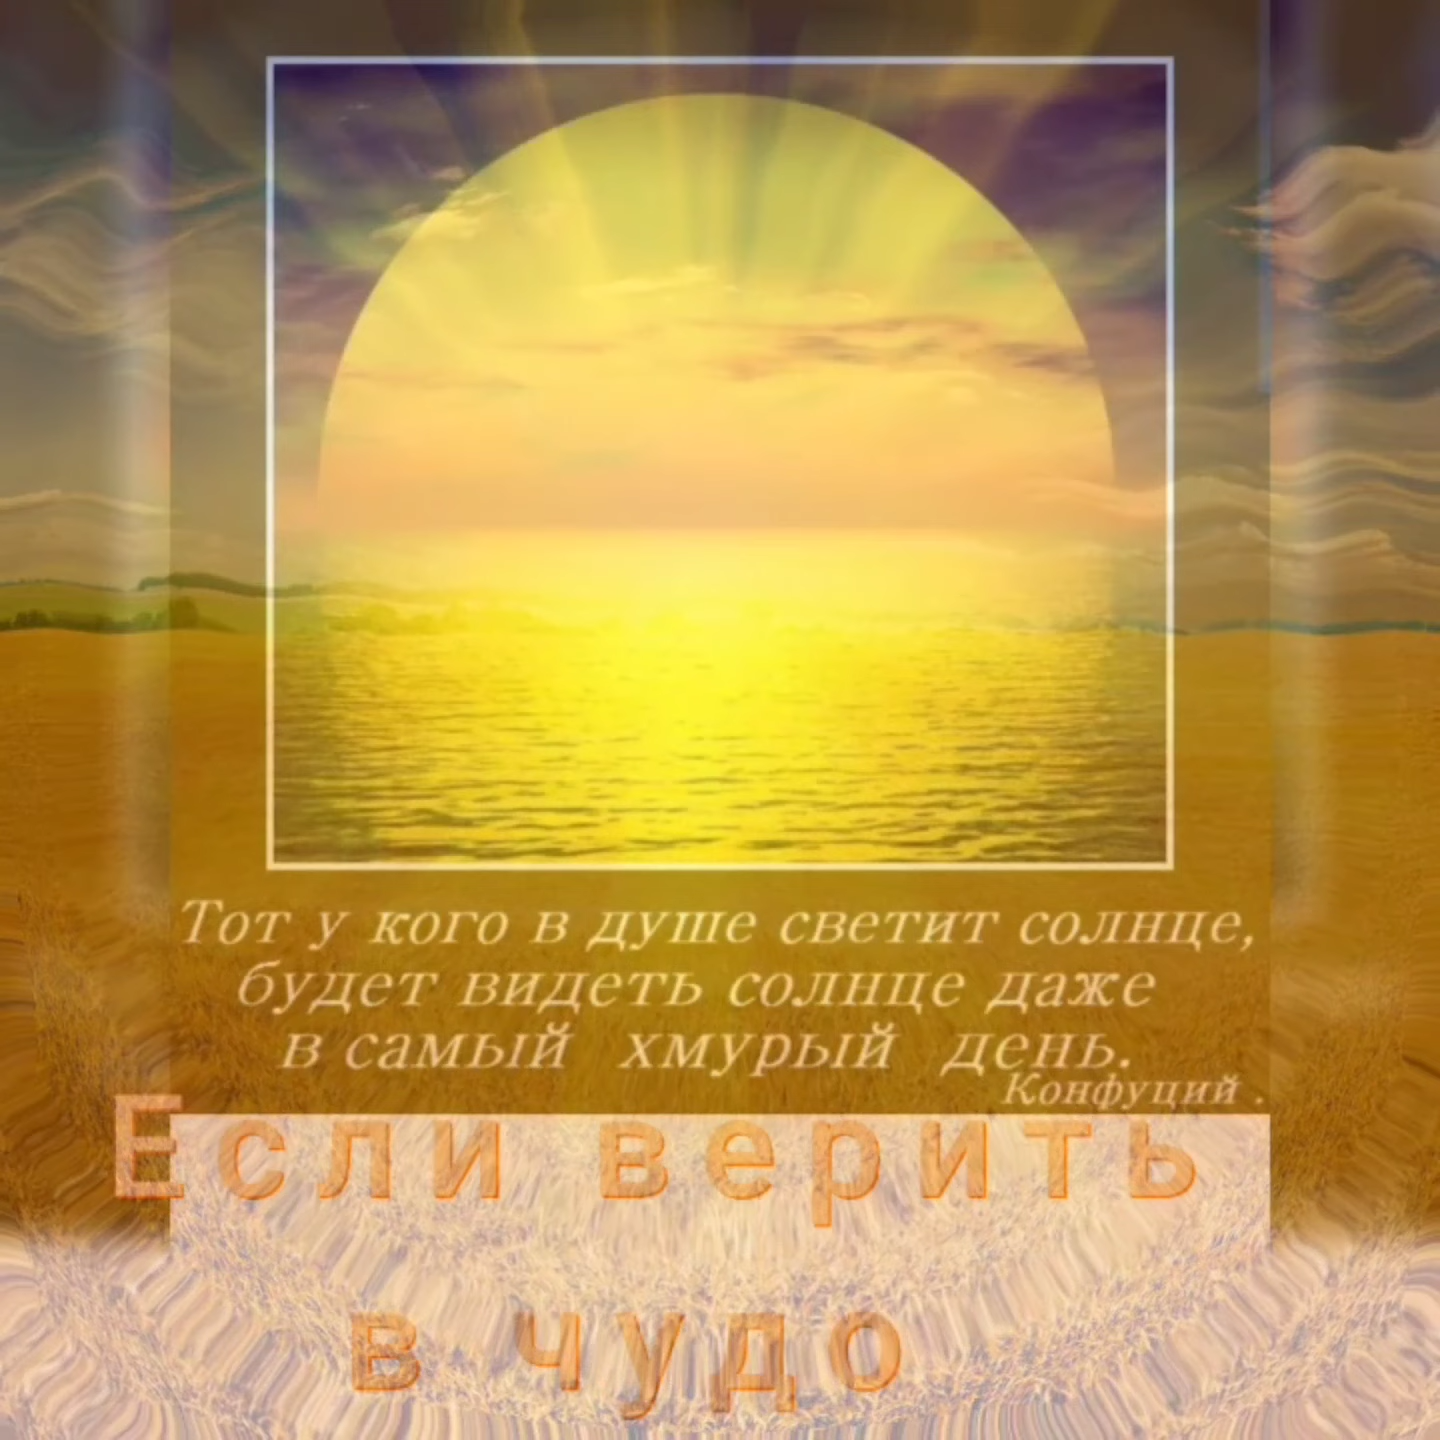 Тот у кого в душе светит солнце,
будет видеть солнце даже
в самый хмурый день.
Конфуций .
Если верить
в чудо